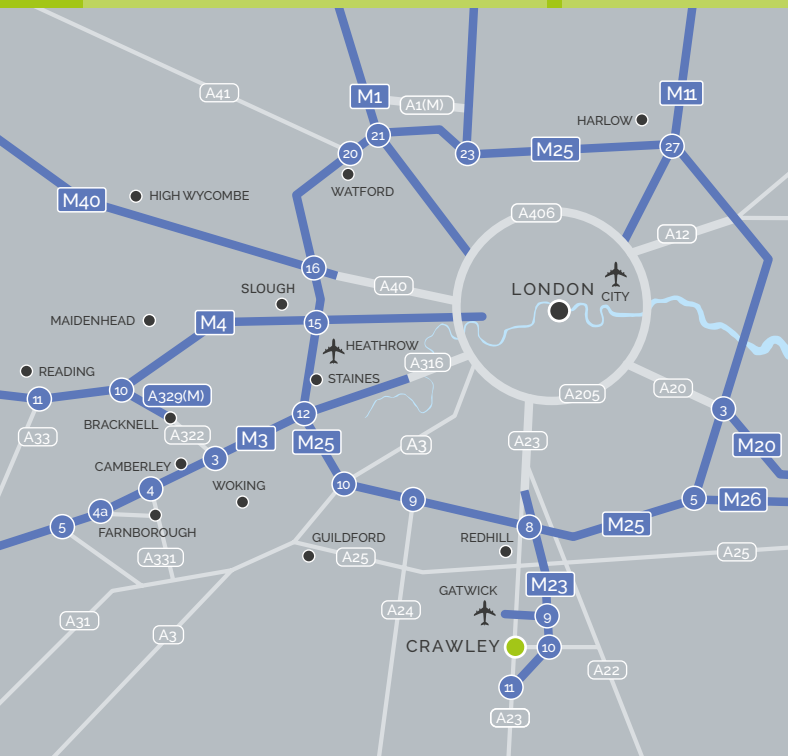 A41
M1
A1(M)
M11
HARLOW
21
20
23
M25
27
WATFORD
M40
HIGH WYCOMBE
A406
A12
16
SLOUGH
A40
LONDON
CITY
MAIDENHEAD
M4
15
HEATHROW
A316
READING
STAINES
11
10
A329(M)
A205
A20
BRACKNELL
12
3
A33
A322
M3
M25
A3
A23
M20
CAMBERLEY
3
WOKING
10
4
9
5
M26
4a
5
FARNBOROUGH
GUILDFORD
REDHILL
8
M25
A331
A25
A25
GATWICK
M23
A31
A3
A24
9
CRAWLEY
10
A22
11
A23